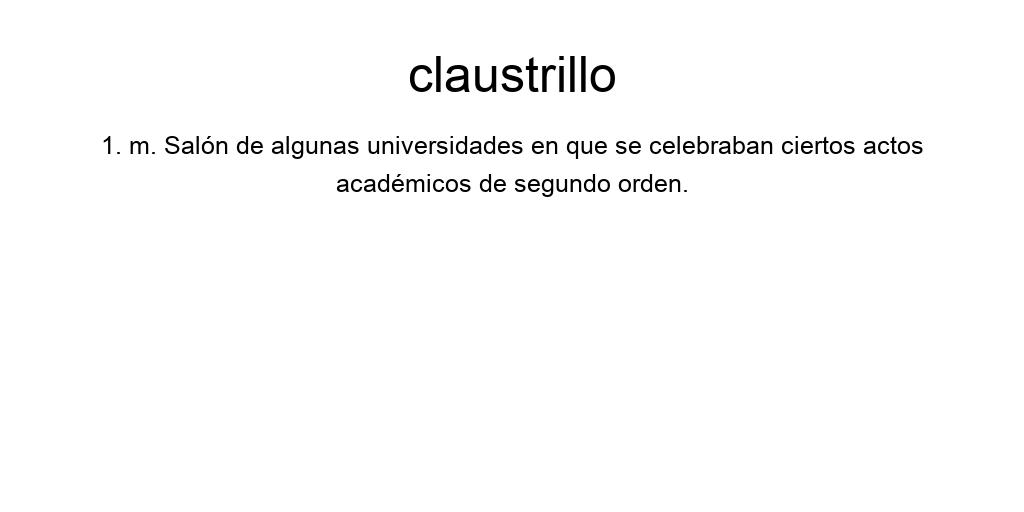 claustrillo
1. m. Salón de algunas universidades en que se celebraban ciertos actos
académicos de segundo orden.